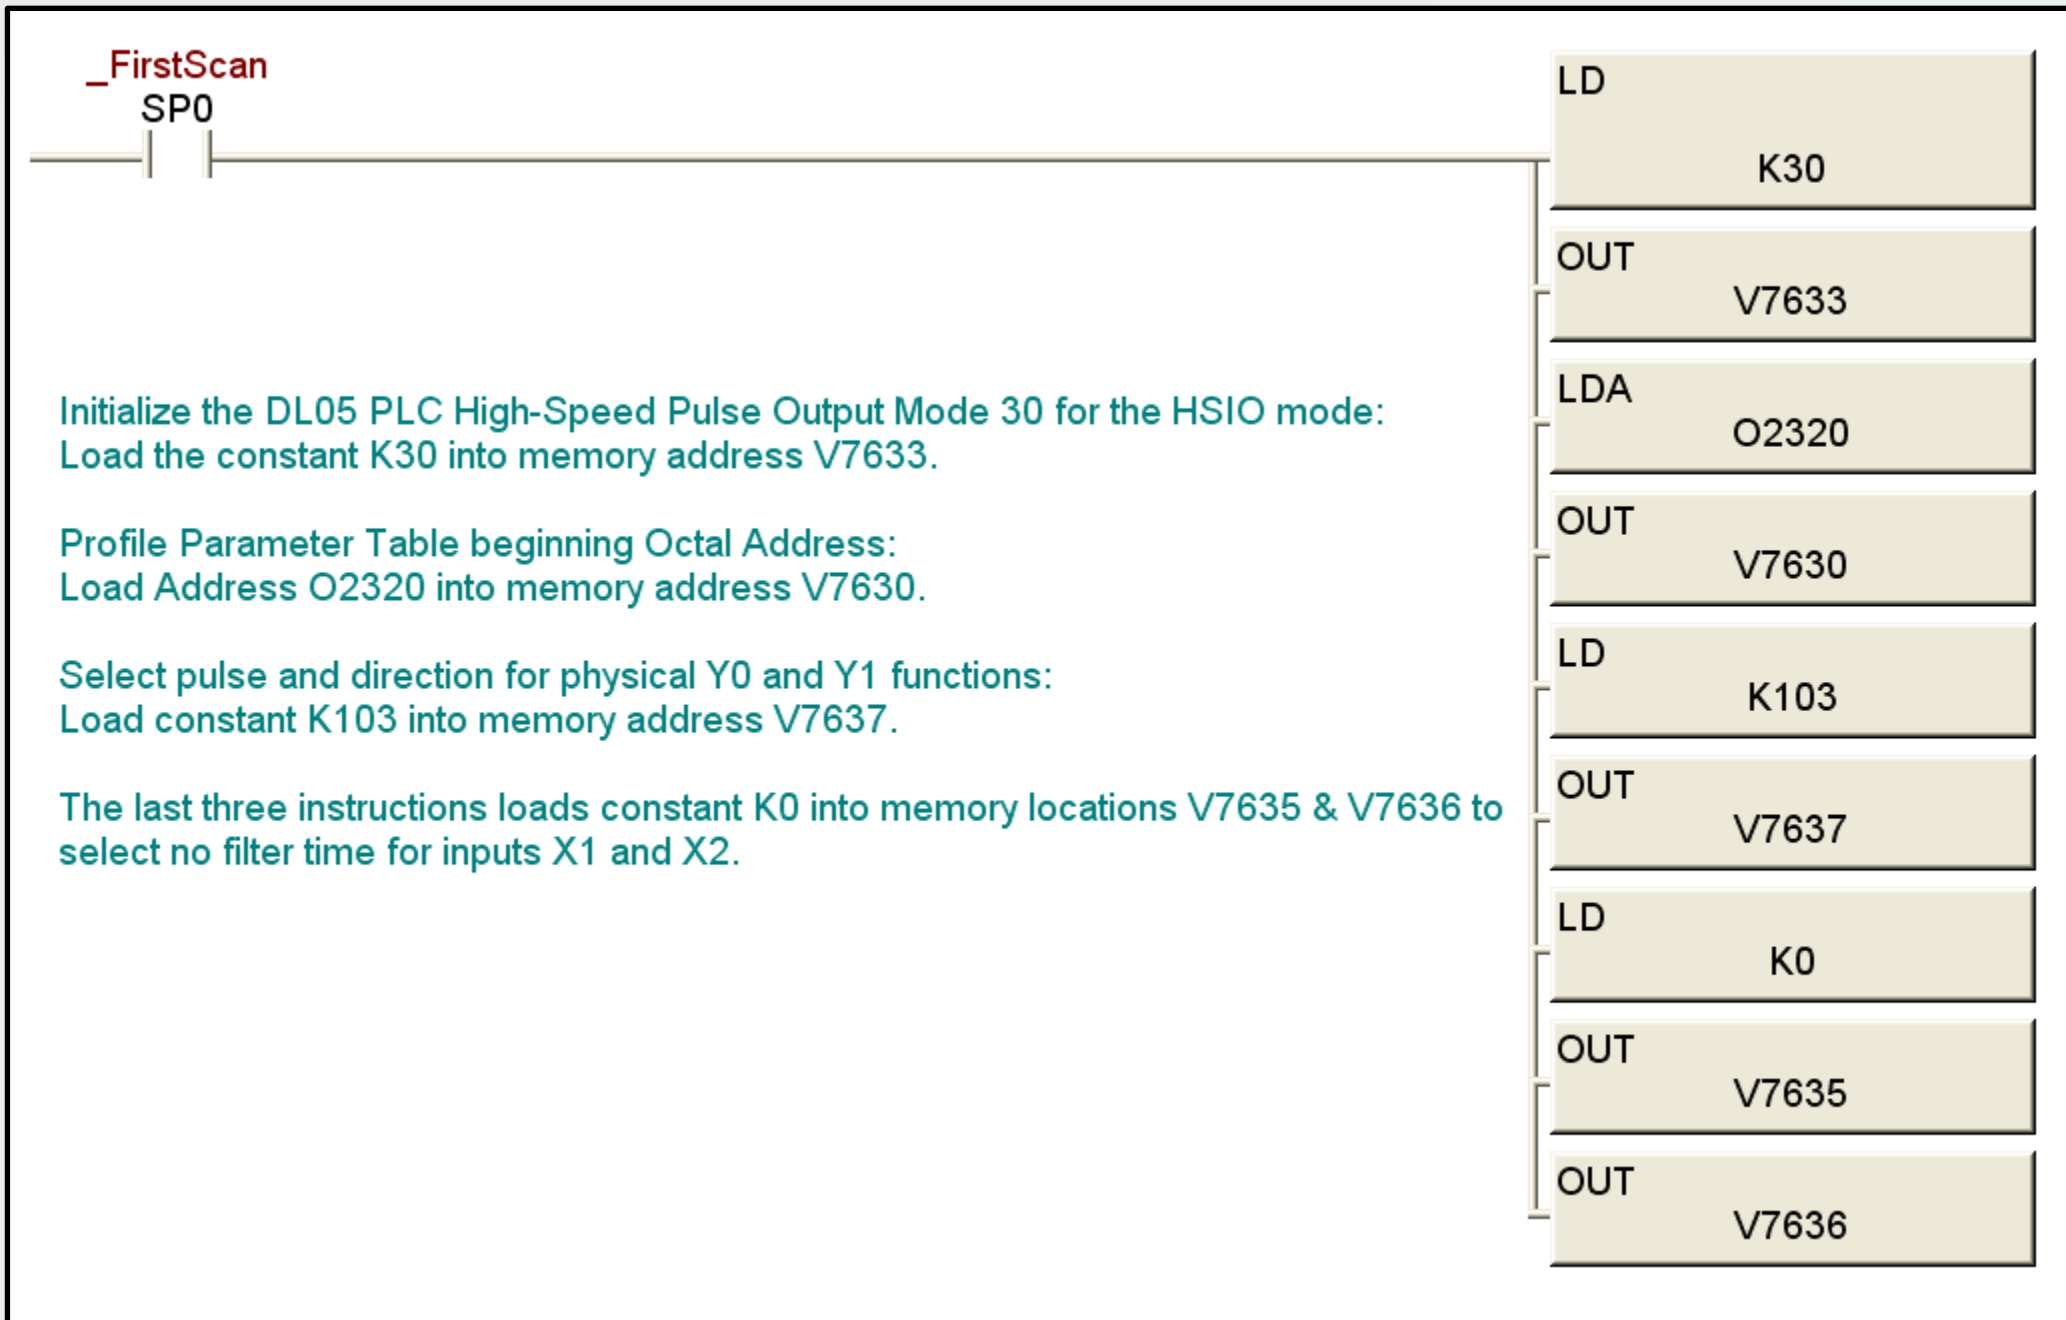 _FirstScan
SP0
LD
K30
OUT
V7633
LDA
O2320
OUT
V7630
LD
K103
OUT
V7637
LD
K0
OUT
V7635
OUT
V7636
Initialize the DL05 PLC High-Speed Pulse Output Mode 30 for the HSIO mode:
Load the constant K30 into memory address V7633.
Profile Parameter Table beginning Octal Address:
Load Address O2320 into memory address V7630.
Select pulse and direction for physical Y0 and Y1 functions:
Load constant K103 into memory address V7637.
The last three instructions loads constant K0 into memory locations V7635 & V7636 to
select no filter time for inputs X1 and X2.